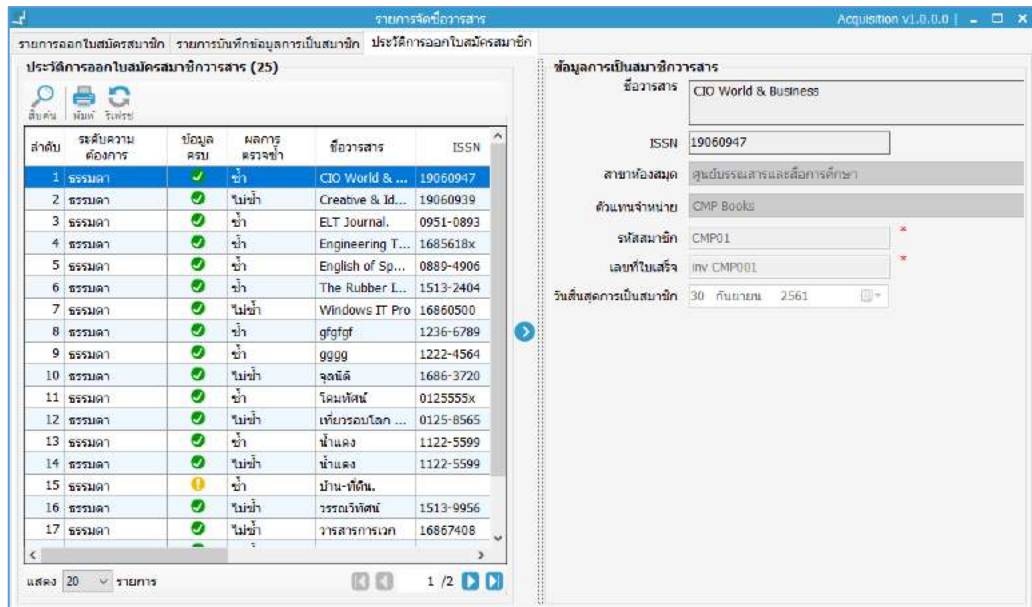 รายการจัดซื้อวารสาร Acquisition v1.0.0.0
รายการออกใบสมัครสมาชิก รายการบันทึกข้อมูลการเป็นสมาชิก ประวัติการออกใบสมัครสมาชิก
ประวัติการออกใบสมัครสมาชิกวารสาร (25)
สืบค้น พิมพ์ รีเฟรช
ลำดับ ระดับความต้องการ ข้อมูลครบ ผลการตรวจซ้ำ ชื่อวารสาร ISSN
1 ธรรมดา ซ้ำ CIO World & ... 19060947
2 ธรรมดา ไม่ซ้ำ Creative & Id... 19060939
3 ธรรมดา ซ้ำ ELT Journal. 0951-0893
4 ธรรมดา ซ้ำ Engineering T... 1685618x
5 ธรรมดา ซ้ำ English of Sp... 0889-4906
6 ธรรมดา ซ้ำ The Rubber I... 1513-2404
7 ธรรมดา ไม่ซ้ำ Windows IT Pro 16860500
8 ธรรมดา ซ้ำ gfgfgf 1236-6789
9 ธรรมดา ซ้ำ gggg 1222-4564
10 ธรรมดา ไม่ซ้ำ จุลนิติ 1686-3720
11 ธรรมดา ซ้ำ โดมทัศน์ 0125555x
12 ธรรมดา ไม่ซ้ำ เที่ยวรอบโลก ... 0125-8565
13 ธรรมดา ซ้ำ น้ำแดง 1122-5599
14 ธรรมดา ไม่ซ้ำ น้ำแดง 1122-5599
15 ธรรมดา ซ้ำ บ้าน-ที่ดิน.
16 ธรรมดา ไม่ซ้ำ วรรณวิทัศน์ 1513-9956
17 ธรรมดา ไม่ซ้ำ วารสารการเวก 16867408
แสดง 20 รายการ 1 /2
ข้อมูลการเป็นสมาชิกวารสาร
ชื่อวารสาร CIO World & Business
ISSN 19060947
สาขาห้องสมุด ศูนย์บรรณสารและสื่อการศึกษา
ตัวแทนจำหน่าย CMP Books
รหัสสมาชิก CMP01 *
เลขที่ใบเสร็จ inv CMP001 *
วันสิ้นสุดการเป็นสมาชิก 30 กันยายน 2561